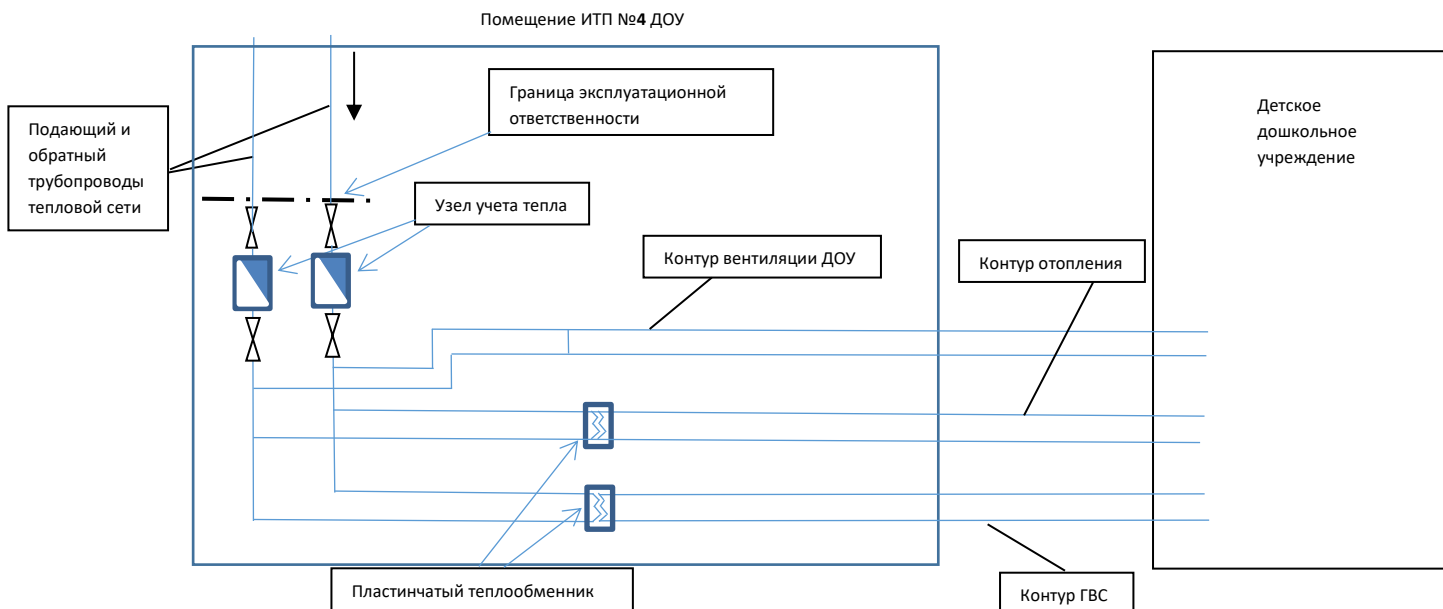 Помещение ИТП №4 ДОУ
Граница эксплуатационной
ответственности
Детское
дошкольное
учреждение
Подающий и
обратный
трубопроводы
тепловой сети
Узел учета тепла
Контур вентиляции ДОУ
Контур отопления
Пластинчатый теплообменник
Контур ГВС